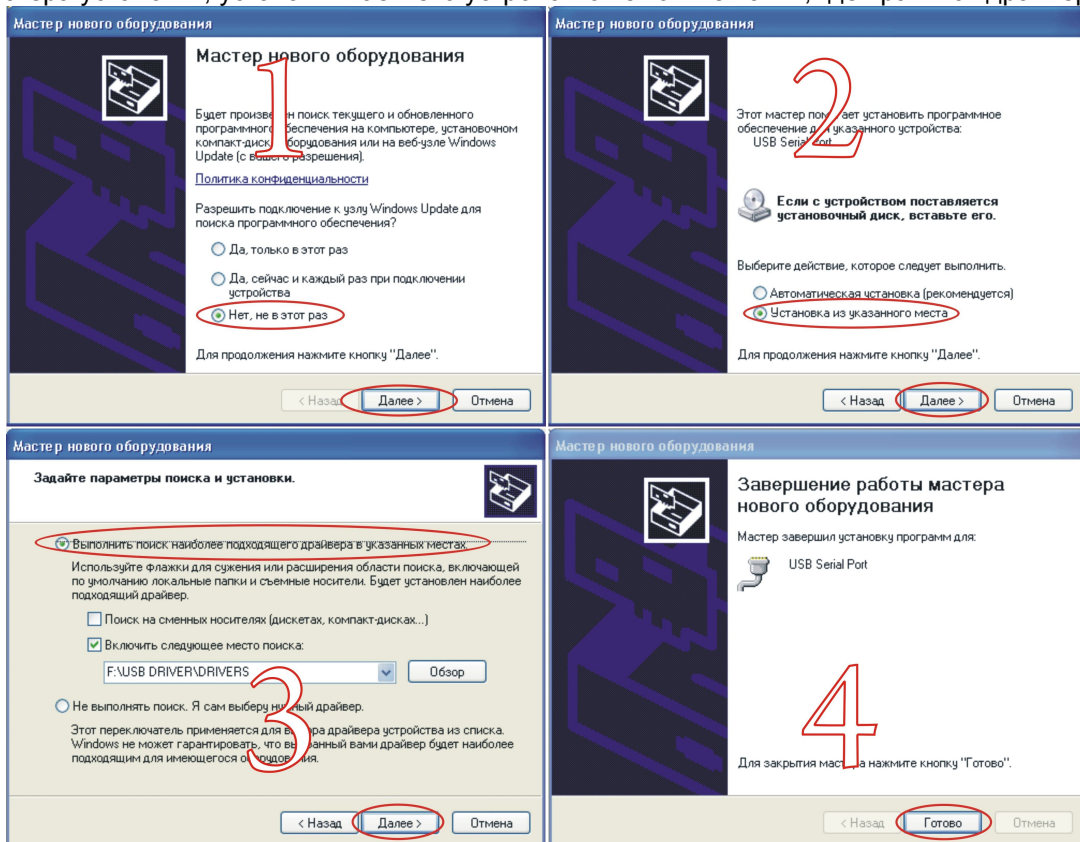 Мастер нового оборудования
Мастер нового оборудования
1
Будет произведен поиск текущего и обновленного
программного обеспечения на компьютере, установочном
компакт-диске оборудования или на веб-узле Windows
Update (с вашего разрешения).
Политика конфиденциальности
Разрешить подключение к узлу Windows Update для
поиска программного обеспечения?
Да, только в этот раз
Да, сейчас и каждый раз при подключении
устройства
Нет, не в этот раз
Для продолжения нажмите кнопку "Далее".
< Назад Далее > Отмена
Мастер нового оборудования
2
Этот мастер помогает установить программное
обеспечение для указанного устройства:
USB Serial Port
Если с устройством поставляется
установочный диск, вставьте его.
Выберите действие, которое следует выполнить.
Автоматическая установка (рекомендуется)
Установка из указанного места
Для продолжения нажмите кнопку "Далее".
< Назад Далее > Отмена
Мастер нового оборудования
Задайте параметры поиска и установки.
Выполнить поиск наиболее подходящего драйвера в указанных местах.
Используйте флажки для сужения или расширения области поиска, включающей
по умолчанию локальные папки и съемные носители. Будет установлен наиболее
подходящий драйвер.
Поиск на сменных носителях (дискетах, компакт-дисках...)
Включить следующее место поиска:
F:\USB DRIVER\DRIVERS Обзор
3
Не выполнять поиск. Я сам выберу нужный драйвер.
Этот переключатель применяется для выбора драйвера устройства из списка.
Windows не может гарантировать, что выбранный вами драйвер будет наиболее
подходящим для имеющегося оборудования.
< Назад Далее > Отмена
Мастер нового оборудования
Завершение работы мастера
нового оборудования
Мастер завершил установку программ для:
USB Serial Port
4
Для закрытия мастера нажмите кнопку "Готово".
< Назад Готово Отмена